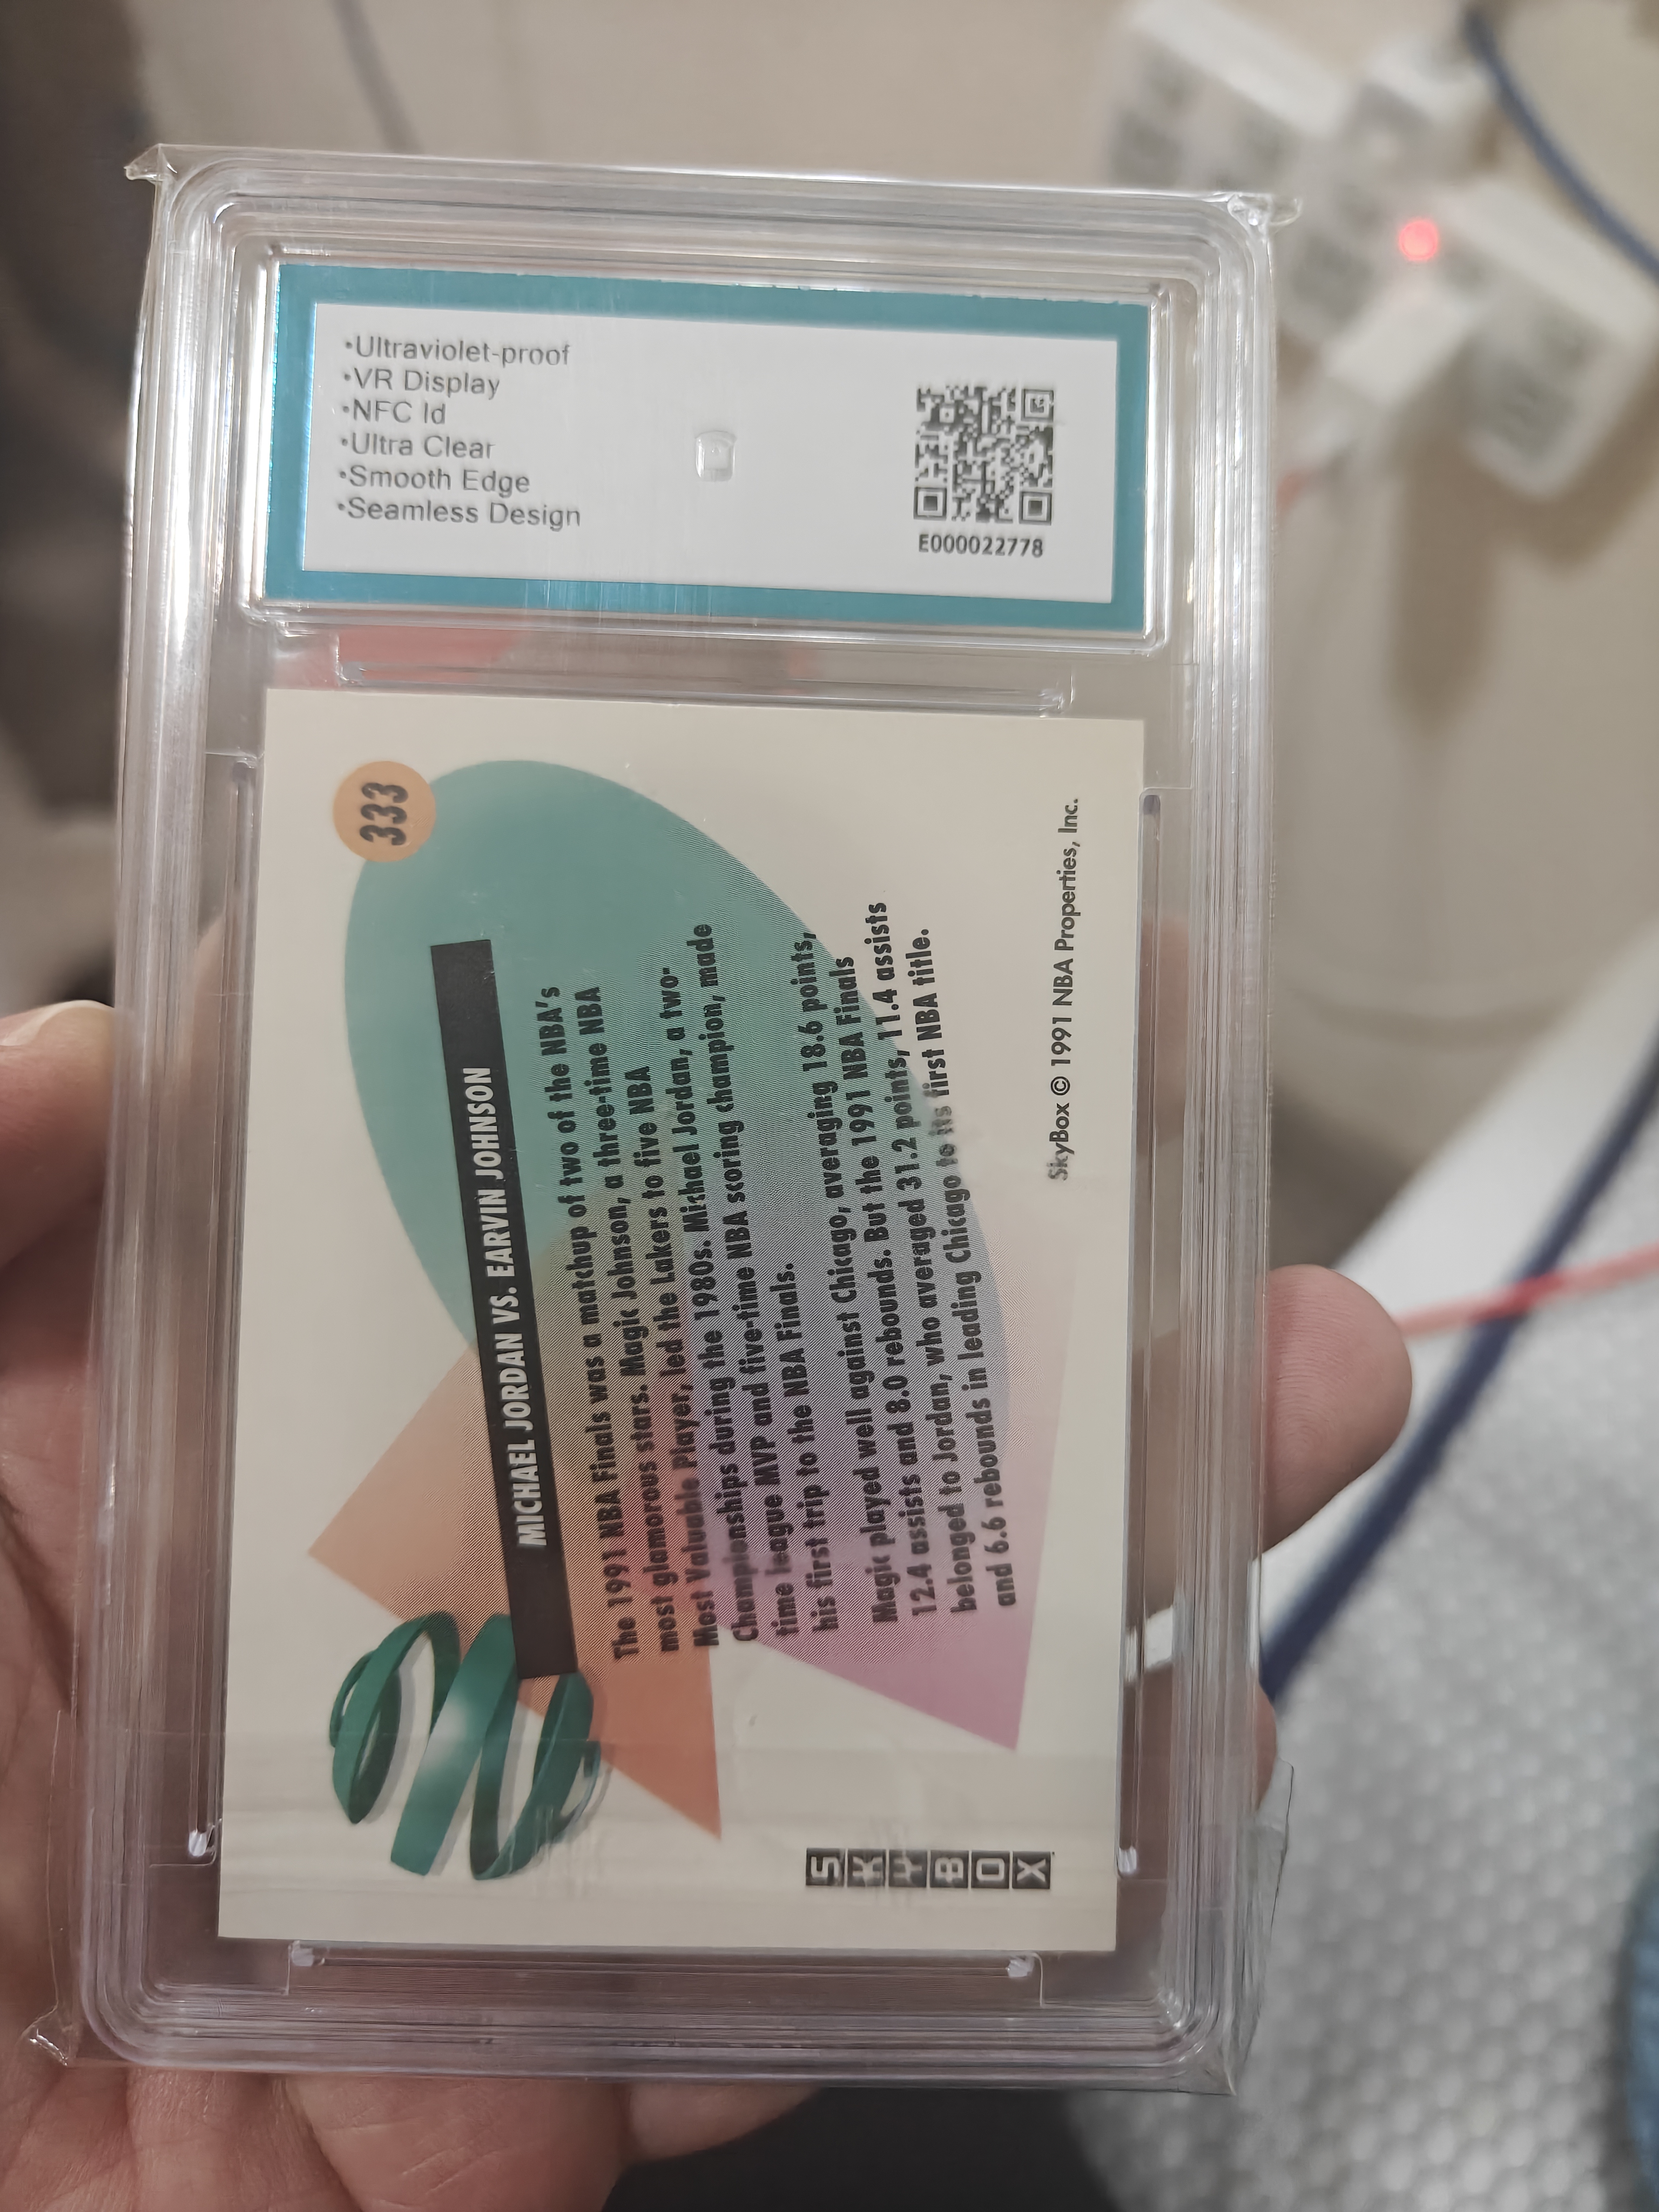 •Ultraviolet-proof
•VR Display
•NFC Id
•Ultra Clear
•Smooth Edge
•Seamless Design
E000022778
333
MICHAEL JORDAN VS. EARVIN JOHNSON
The 1991 NBA Finals was a matchup of two of the NBA's
most glamorous stars. Magic Johnson, a three-time NBA
Most Valuable Player, led the Lakers to five NBA
Championships during the 1980s. Michael Jordan, a two-
time league MVP and five-time NBA scoring champion, made
his first trip to the NBA Finals.
Magic played well against Chicago, averaging 18.6 points,
12.4 assists and 8.0 rebounds. But the 1991 NBA Finals
belonged to Jordan, who averaged 31.2 points, 11.4 assists
and 6.6 rebounds in leading Chicago to its first NBA title.
SKYBOX
SkyBox © 1991 NBA Properties, Inc.